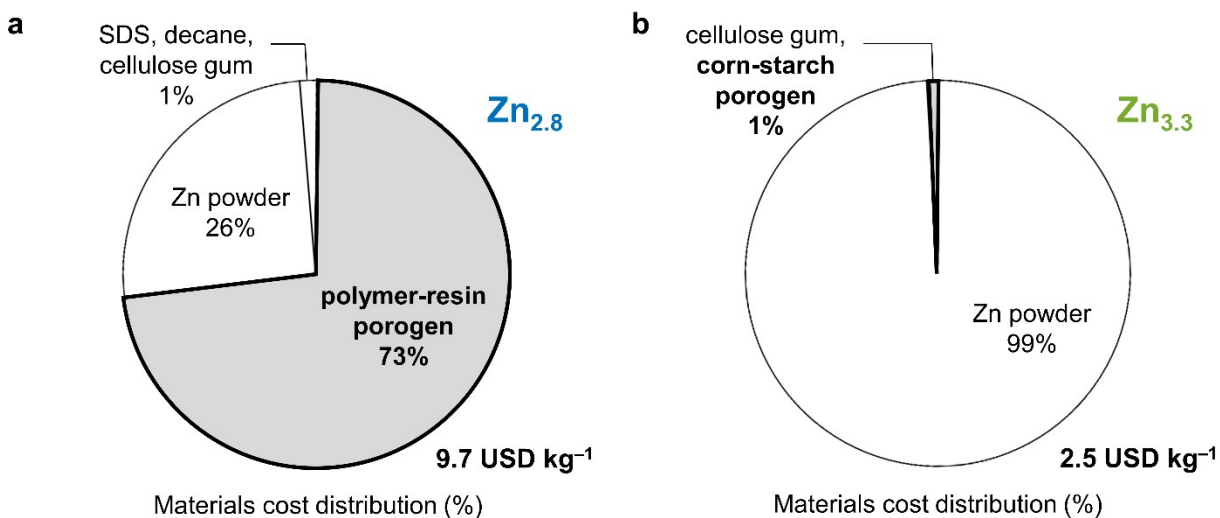 a
SDS, decane,
cellulose gum
1%
Zn2.8
Zn powder
26%
polymer-resin
porogen
73%
9.7 USD kg–1
Materials cost distribution (%)
b
cellulose gum,
corn-starch
porogen
1%
Zn3.3
Zn powder
99%
2.5 USD kg–1
Materials cost distribution (%)